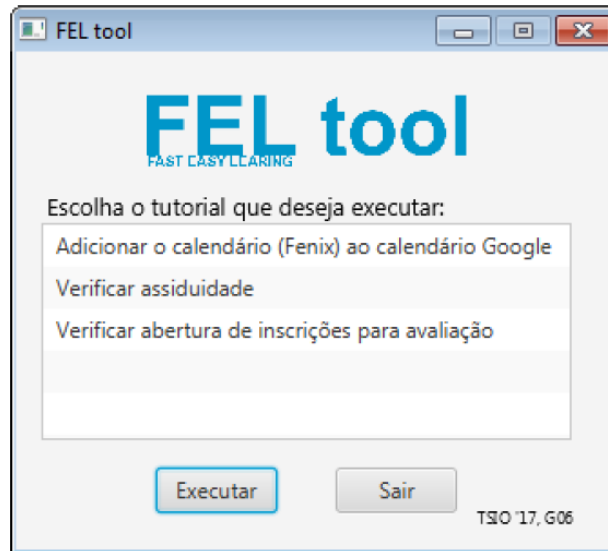 FEL tool
FEL tool
FAST EASY LEARING
Escolha o tutorial que deseja executar:
Adicionar o calendário (Fenix) ao calendário Google
Verificar assiduidade
Verificar abertura de inscrições para avaliação
Executar
Sair
TSIO '17, G06